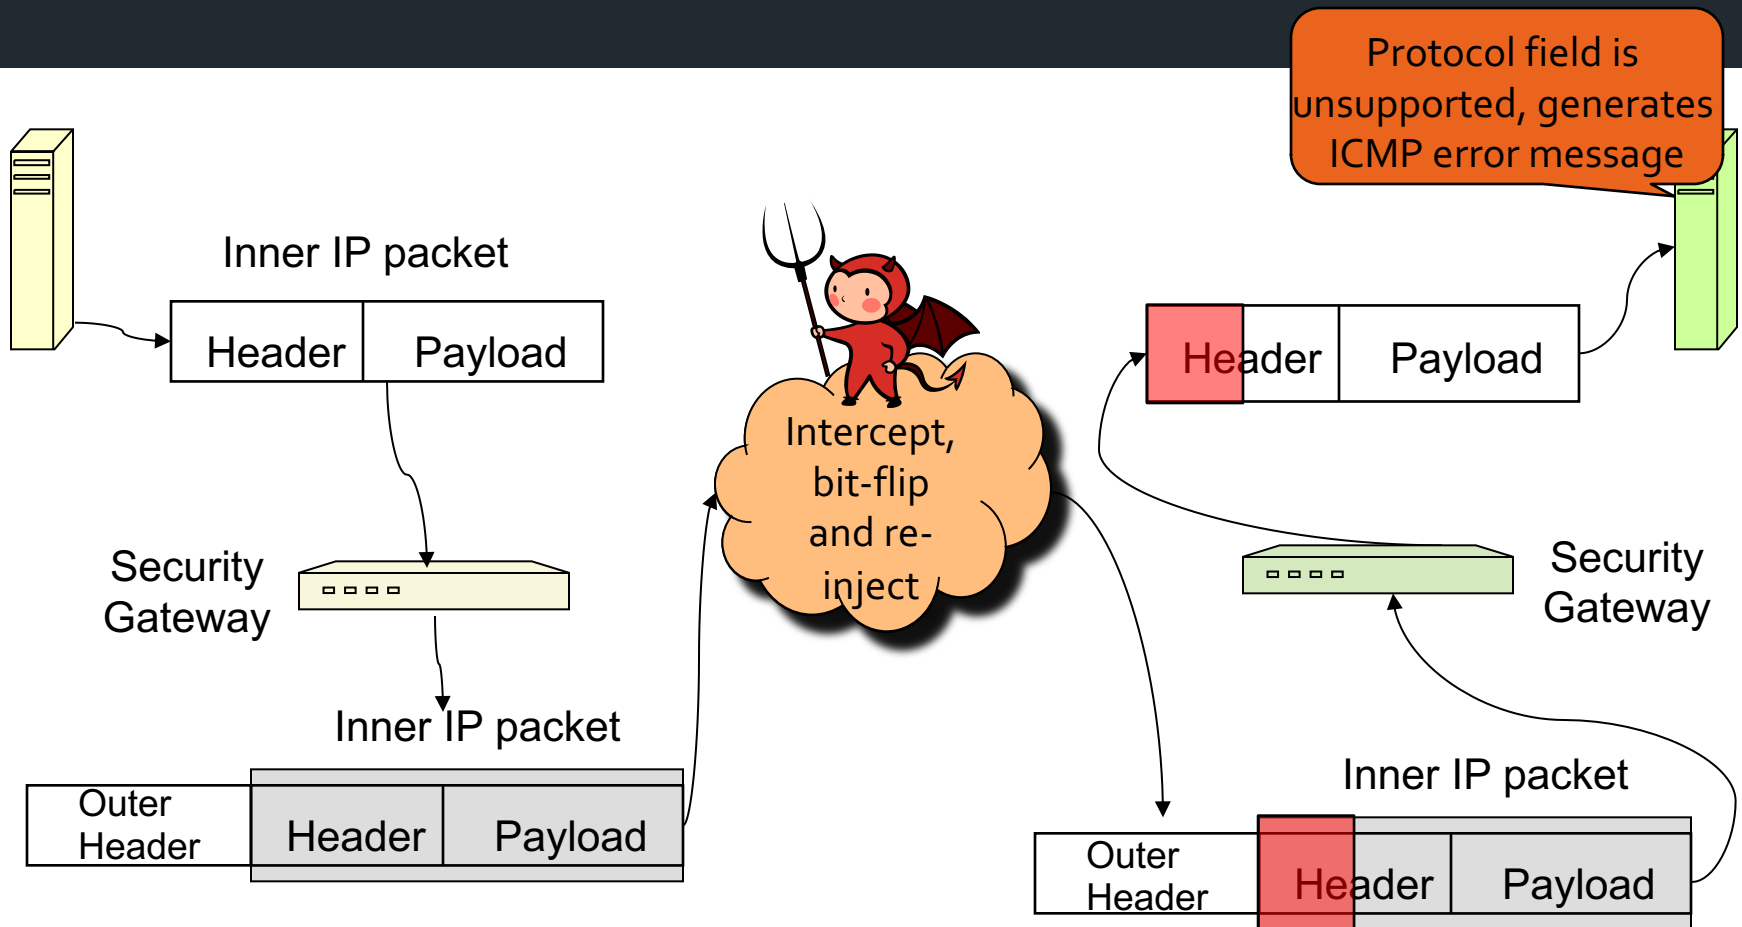 Protocol field is
unsupported, generates
ICMP error message
Inner IP packet
Header Payload
Security
Gateway
Inner IP packet
Outer
Header
Header Payload
Intercept,
bit-flip
and re-
inject
Header Payload
Security
Gateway
Inner IP packet
Outer
Header
Header Payload